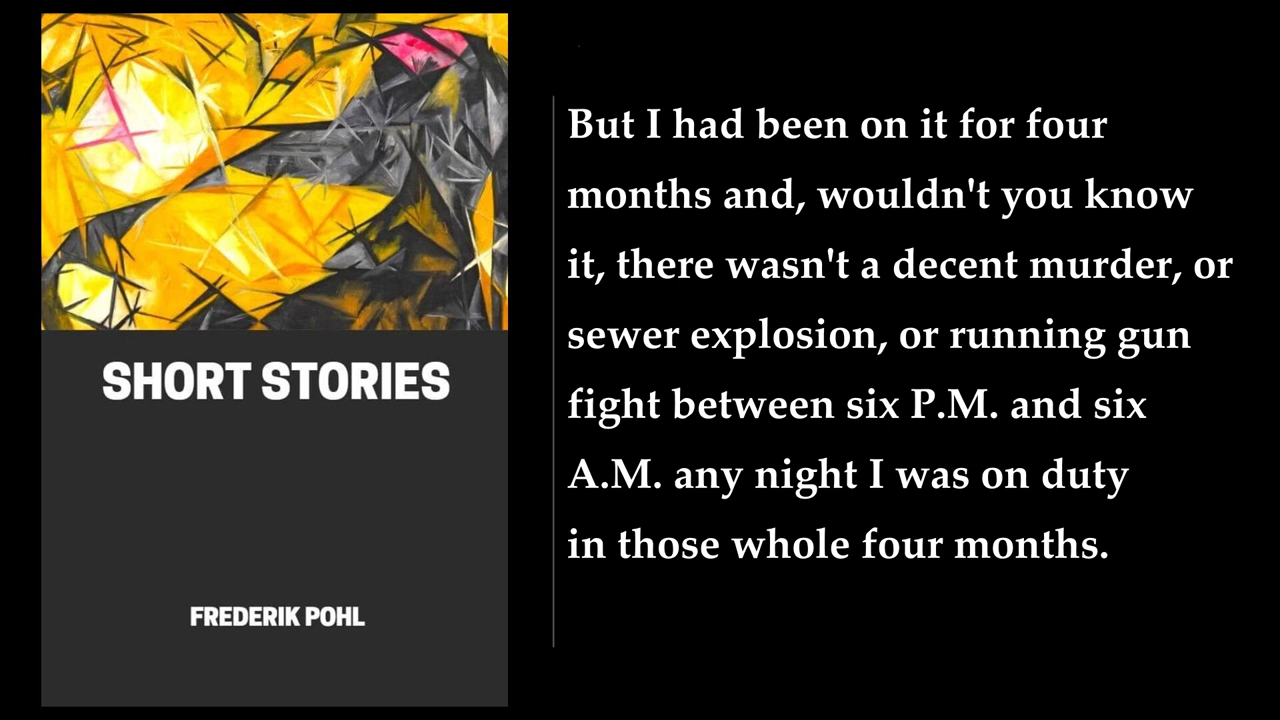 SHORT STORIES
FREDERIK POHL
But I had been on it for four
months and, wouldn't you know
it, there wasn't a decent murder, or
sewer explosion, or running gun
fight between six P.M. and six
A.M. any night I was on duty
in those whole four months.